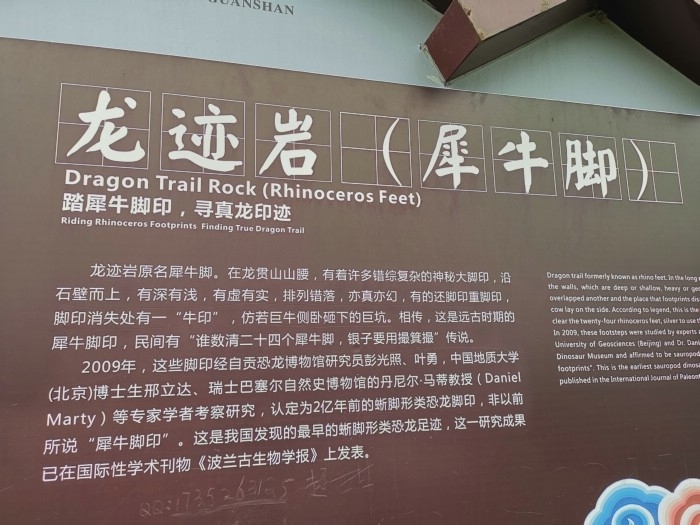 GUANSHAN
龙迹岩（犀牛脚）
Dragon Trail Rock (Rhinoceros Feet)
踏犀牛脚印，寻真龙印迹
Riding Rhinoceros Footprints Finding True Dragon Trail
龙迹岩原名犀牛脚。在龙贯山山腰，有着许多错综复杂的神秘大脚印，沿
石壁而上，有深有浅，有虚有实，排列错落，亦真亦幻，有的还脚印重脚印，
脚印消失处有一“牛印”，仿若巨牛侧卧砸下的巨坑。相传，这是远古时期的
犀牛脚印，民间有“谁数清二十四个犀牛脚，银子要用撮箕撮”传说。
2009年，这些脚印经自贡恐龙博物馆研究员彭光照、叶勇，中国地质大学
(北京)博士生邢立达、瑞士巴塞尔自然史博物馆的丹尼尔·马蒂教授（Daniel
Marty）等专家学者考察研究，认定为2亿年前的蜥脚形类恐龙脚印，非以前
所说“犀牛脚印”。这是我国发现的最早的蜥脚形类恐龙足迹，这一研究成果
已在国际性学术刊物《波兰古生物学报》上发表。
Dragon trail formerly known as rhino feet. In the long
the walls, which are deep or shallow, heavy or
overlapped another and the place that footprints
cow lay on the side. According to legend, this is the
clear the twenty-four rhinoceros feet, silver to use
In 2009, these footsteps were studied by experts
University of Geosciences (Beijing) and Dr.
Dinosaur Museum and affirmed to be sauropod
footprints". This is the earliest sauropod
published in the International Journal of
QQ: